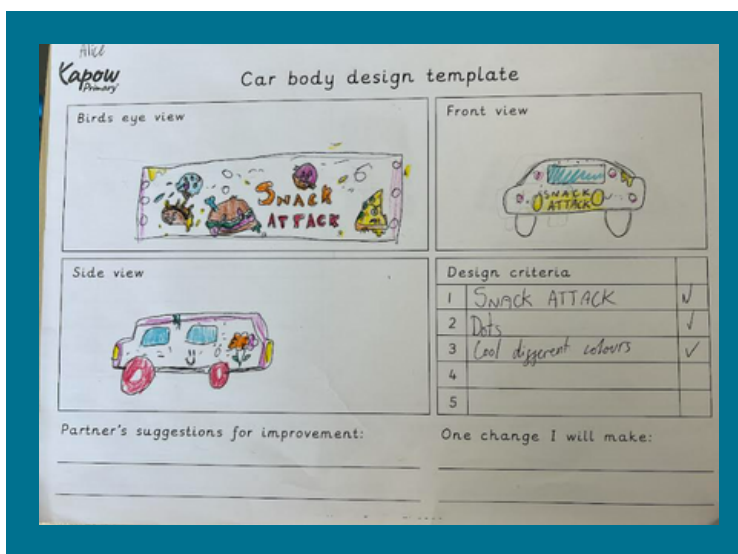 Alice
Kapow
Primary
Car body design template
Birds eye view
SNACK
ATTACK
Front view
SNACK
ATTACK
Side view
Design criteria
1 SNACK ATTACK ✓
2 Dots ✓
3 Cool different colours ✓
4
5
Partner's suggestions for improvement:
One change I will make: